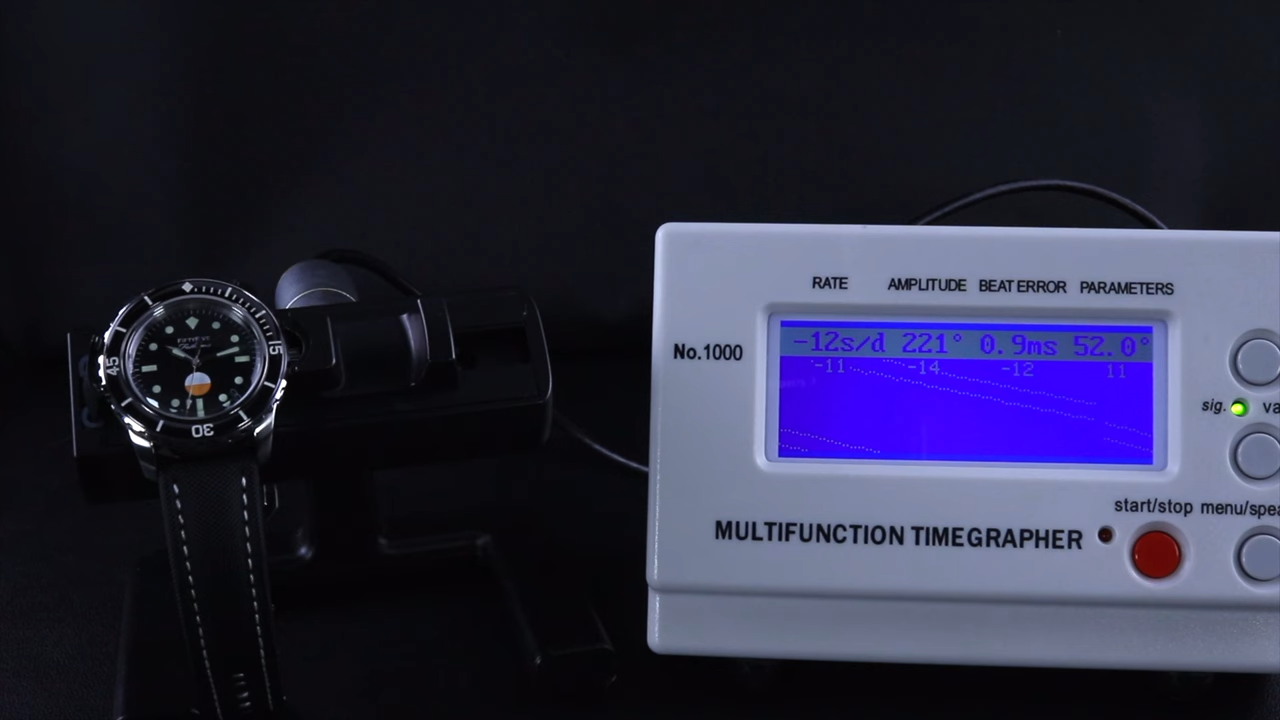 RATE AMPLITUDE BEAT ERROR PARAMETERS
No.1000
-12s/d 221° 0.9ms 52.0°
-11 -14 -12 11
sig.
start/stop
MULTIFUNCTION TIMEGRAPHER
15
30
45